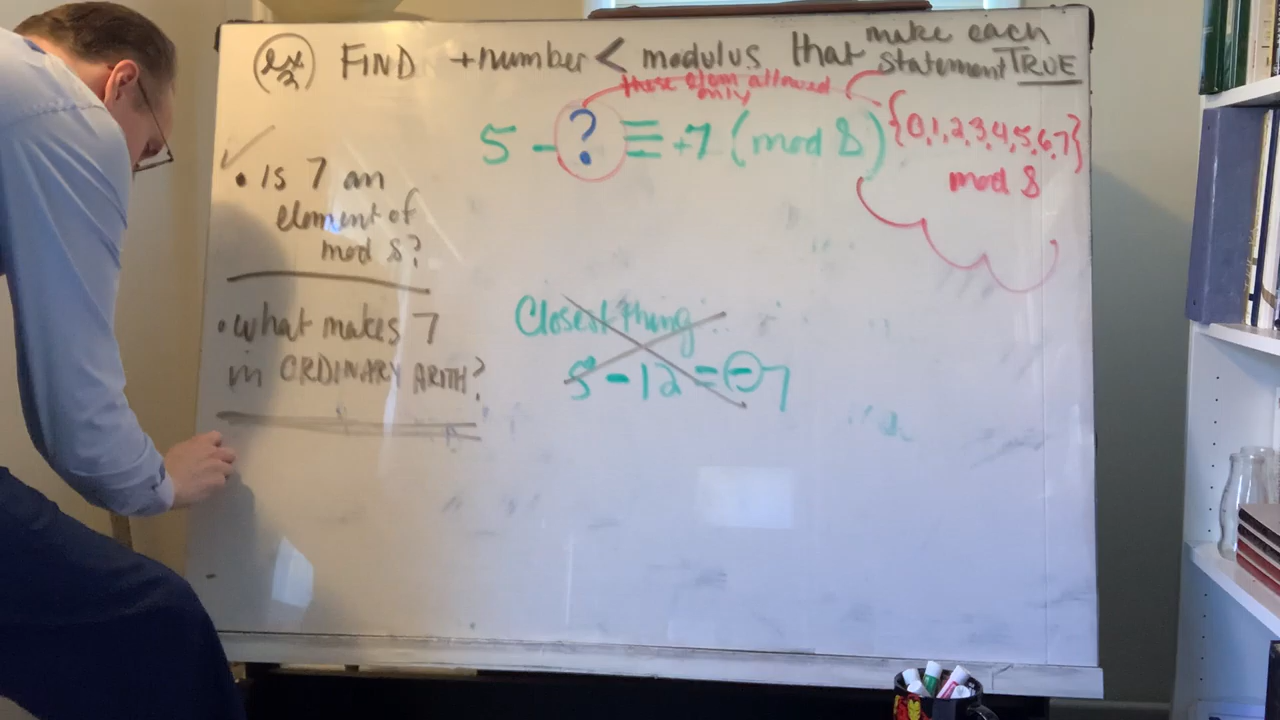 ex 2 FIND +number < modulus that make each statement TRUE
these elem allowed only
5 - ? ≡ +7 (mod 8) {0,1,2,3,4,5,6,7}
mod 8
• Is 7 an
element of
mod 8?
• what makes 7
in ORDINARY ARITH?
Closest thing...
5 - 12 = -7